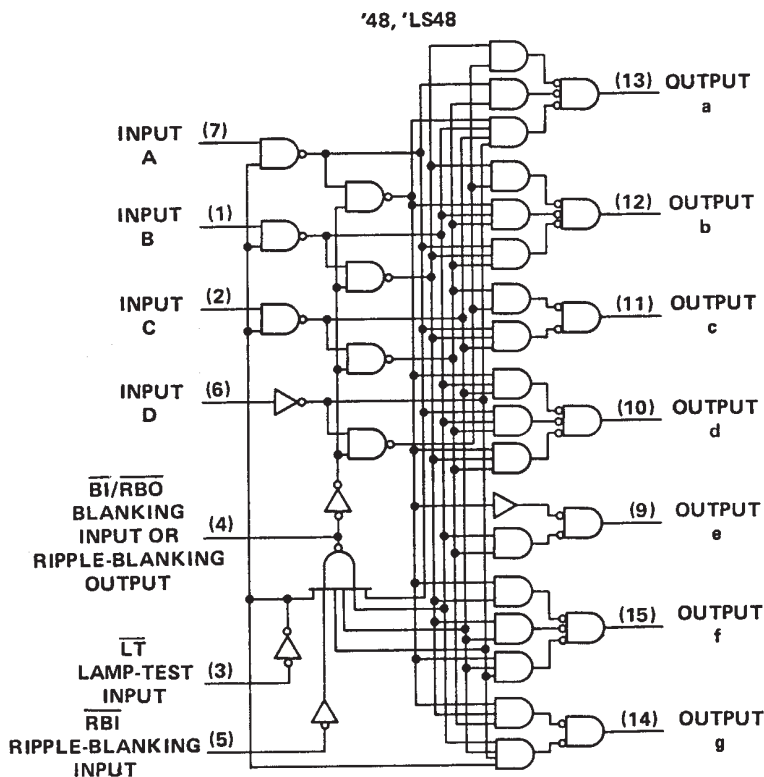 '48, 'LS48
INPUT
A
(7)
INPUT
B
(1)
INPUT
C
(2)
INPUT
D
(6)
BI/RBO
BLANKING
INPUT OR
RIPPLE-BLANKING
OUTPUT
(4)
LT
LAMP-TEST
INPUT
(3)
RBI
RIPPLE-BLANKING
INPUT
(5)
(13) OUTPUT
a
(12) OUTPUT
b
(11) OUTPUT
c
(10) OUTPUT
d
(9) OUTPUT
e
(15) OUTPUT
f
(14) OUTPUT
g